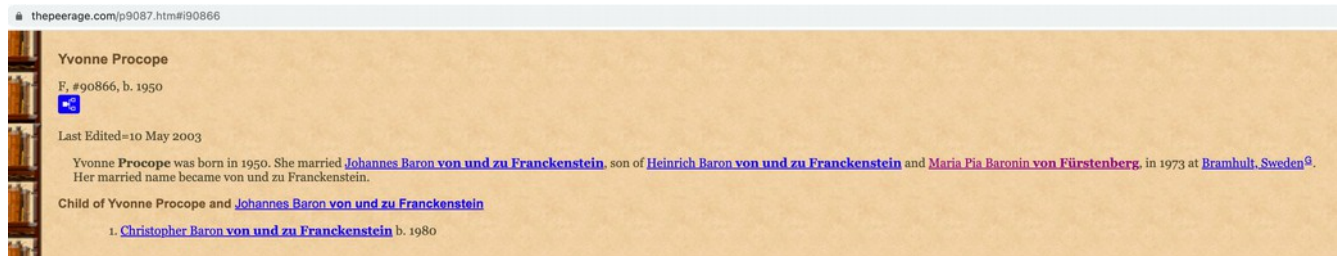 thepeerage.com/p9087.htm#i90866
Yvonne Procope
F, #90866, b. 1950
Last Edited=10 May 2003
Yvonne Procope was born in 1950. She married Johannes Baron von und zu Franckenstein, son of Heinrich Baron von und zu Franckenstein and Maria Pia Baronin von Fürstenberg, in 1973 at Bramhult, Sweden G.
Her married name became von und zu Franckenstein.
Child of Yvonne Procope and Johannes Baron von und zu Franckenstein
1. Christopher Baron von und zu Franckenstein b. 1980